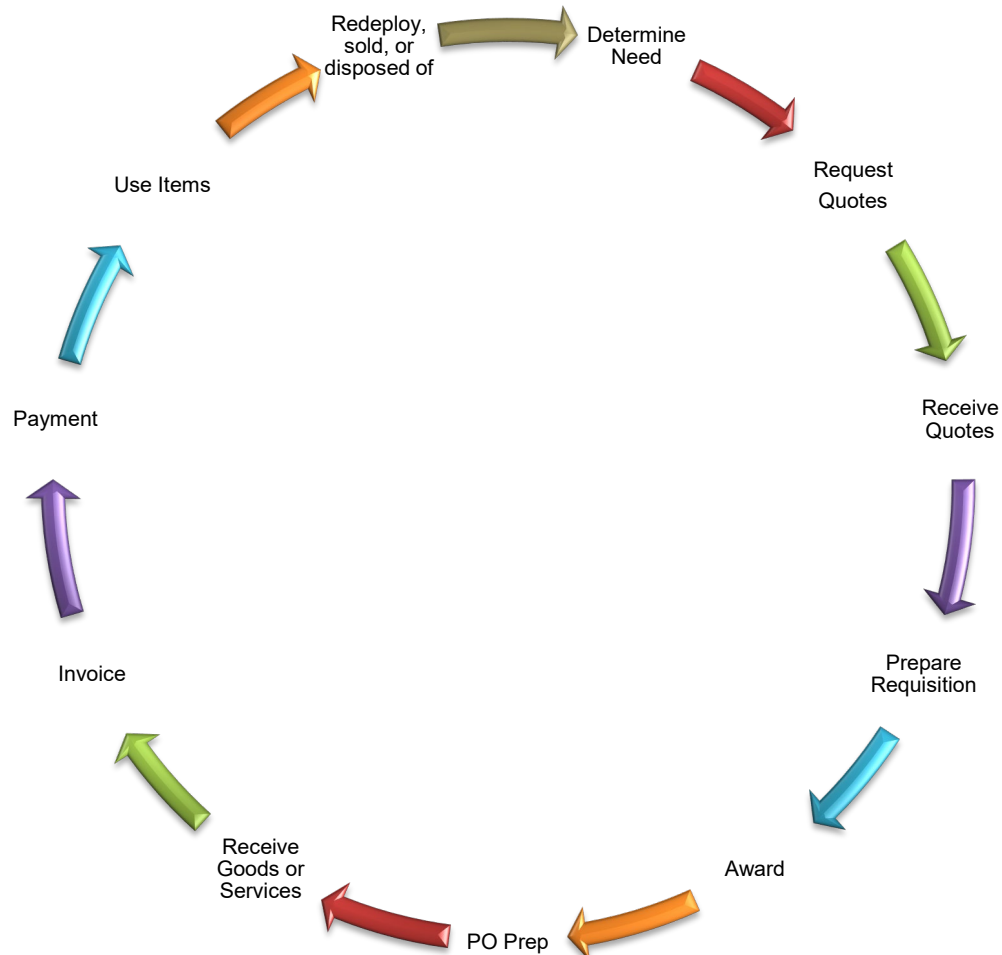 Determine
Need
Request
Quotes
Receive
Quotes
Prepare
Requisition
Award
PO Prep
Receive
Goods or
Services
Invoice
Payment
Use Items
Redeploy,
sold, or
disposed of